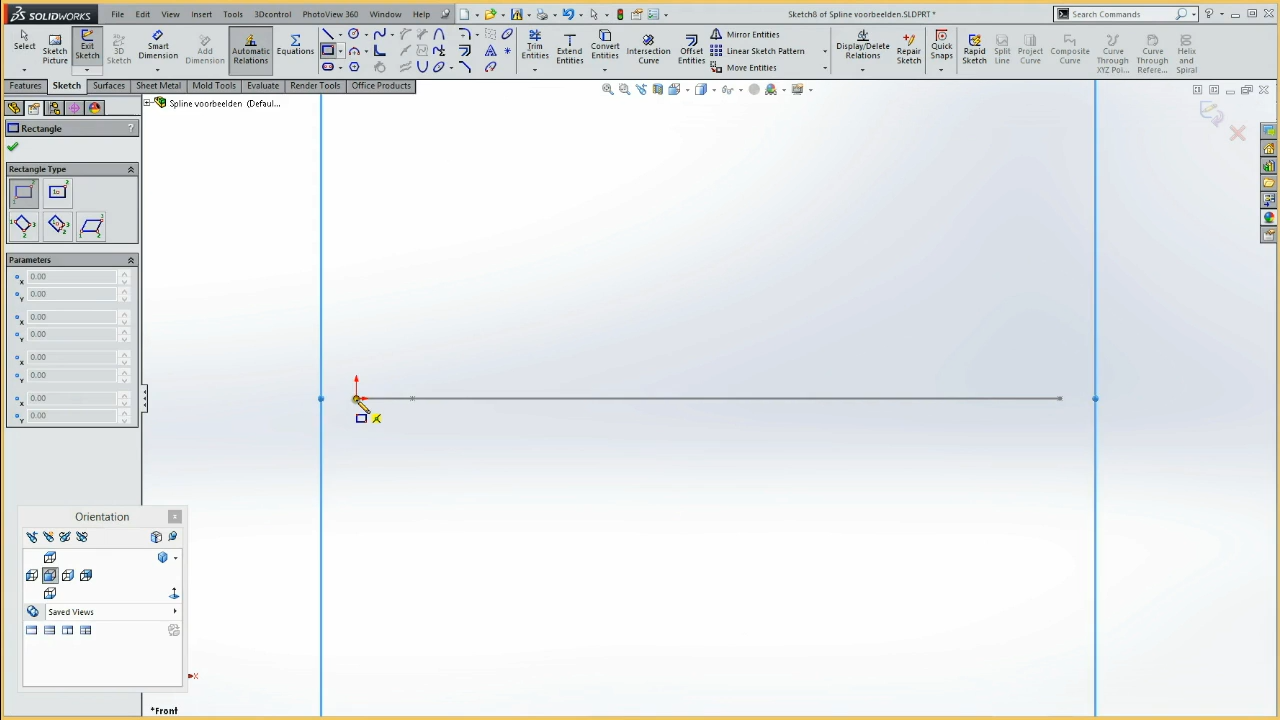 SOLIDWORKS File Edit View Insert Tools 3Dcontrol PhotoView 360 Window Help Sketch8 of Spline voorbeelden.SLDPRT * Search Commands
Select Sketch Picture Exit Sketch 3D Sketch Smart Dimension Add Dimension Automatic Relations Equations Trim Entities Extend Entities Convert Entities Intersection Curve Offset Entities Mirror Entities Linear Sketch Pattern Move Entities Display/Delete Relations Repair Sketch Quick Snaps Rapid Sketch Split Line Project Curve Composite Curve Curve Through XYZ Poi... Curve Through Refere... Helix and Spiral
Features Sketch Surfaces Sheet Metal Mold Tools Evaluate Render Tools Office Products
Spline voorbeelden (Defaul...
Rectangle ?
Rectangle Type
Parameters
0.00
0.00
0.00
0.00
0.00
0.00
0.00
0.00
Orientation
Saved Views
X
*Front